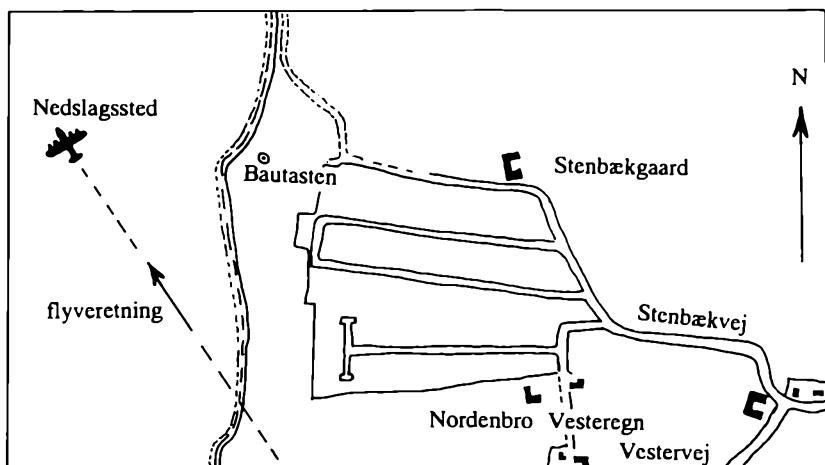 N
Nedslagssted
Bautasten
Stenbækgaard
flyveretning
Stenbækvej
Nordenbro Vesteregn
Vestervej